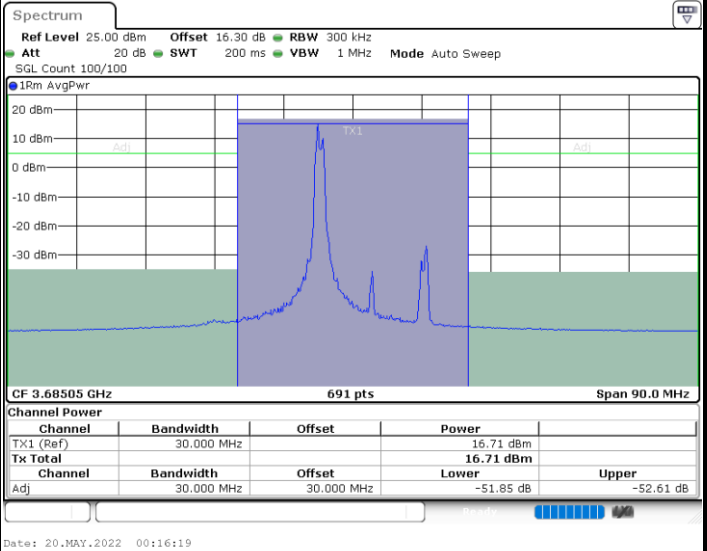 Spectrum
Ref Level 25.00 dBm Offset 16.30 dB RBW 300 kHz
Att 20 dB SWT 200 ms VBW 1 MHz Mode Auto Sweep
SGL Count 100/100
1Rm AvgPwr
20 dBm
TX1
10 dBm
Adj Adj
0 dBm
-10 dBm
-20 dBm
-30 dBm
CF 3.68505 GHz 691 pts Span 90.0 MHz
Channel Power
Channel Bandwidth Offset Power
TX1 (Ref) 30.000 MHz 16.71 dBm
Tx Total 16.71 dBm
Channel Bandwidth Offset Lower Upper
Adj 30.000 MHz 30.000 MHz -51.85 dB -52.61 dB
Ready
Date: 20.MAY.2022 00:16:19